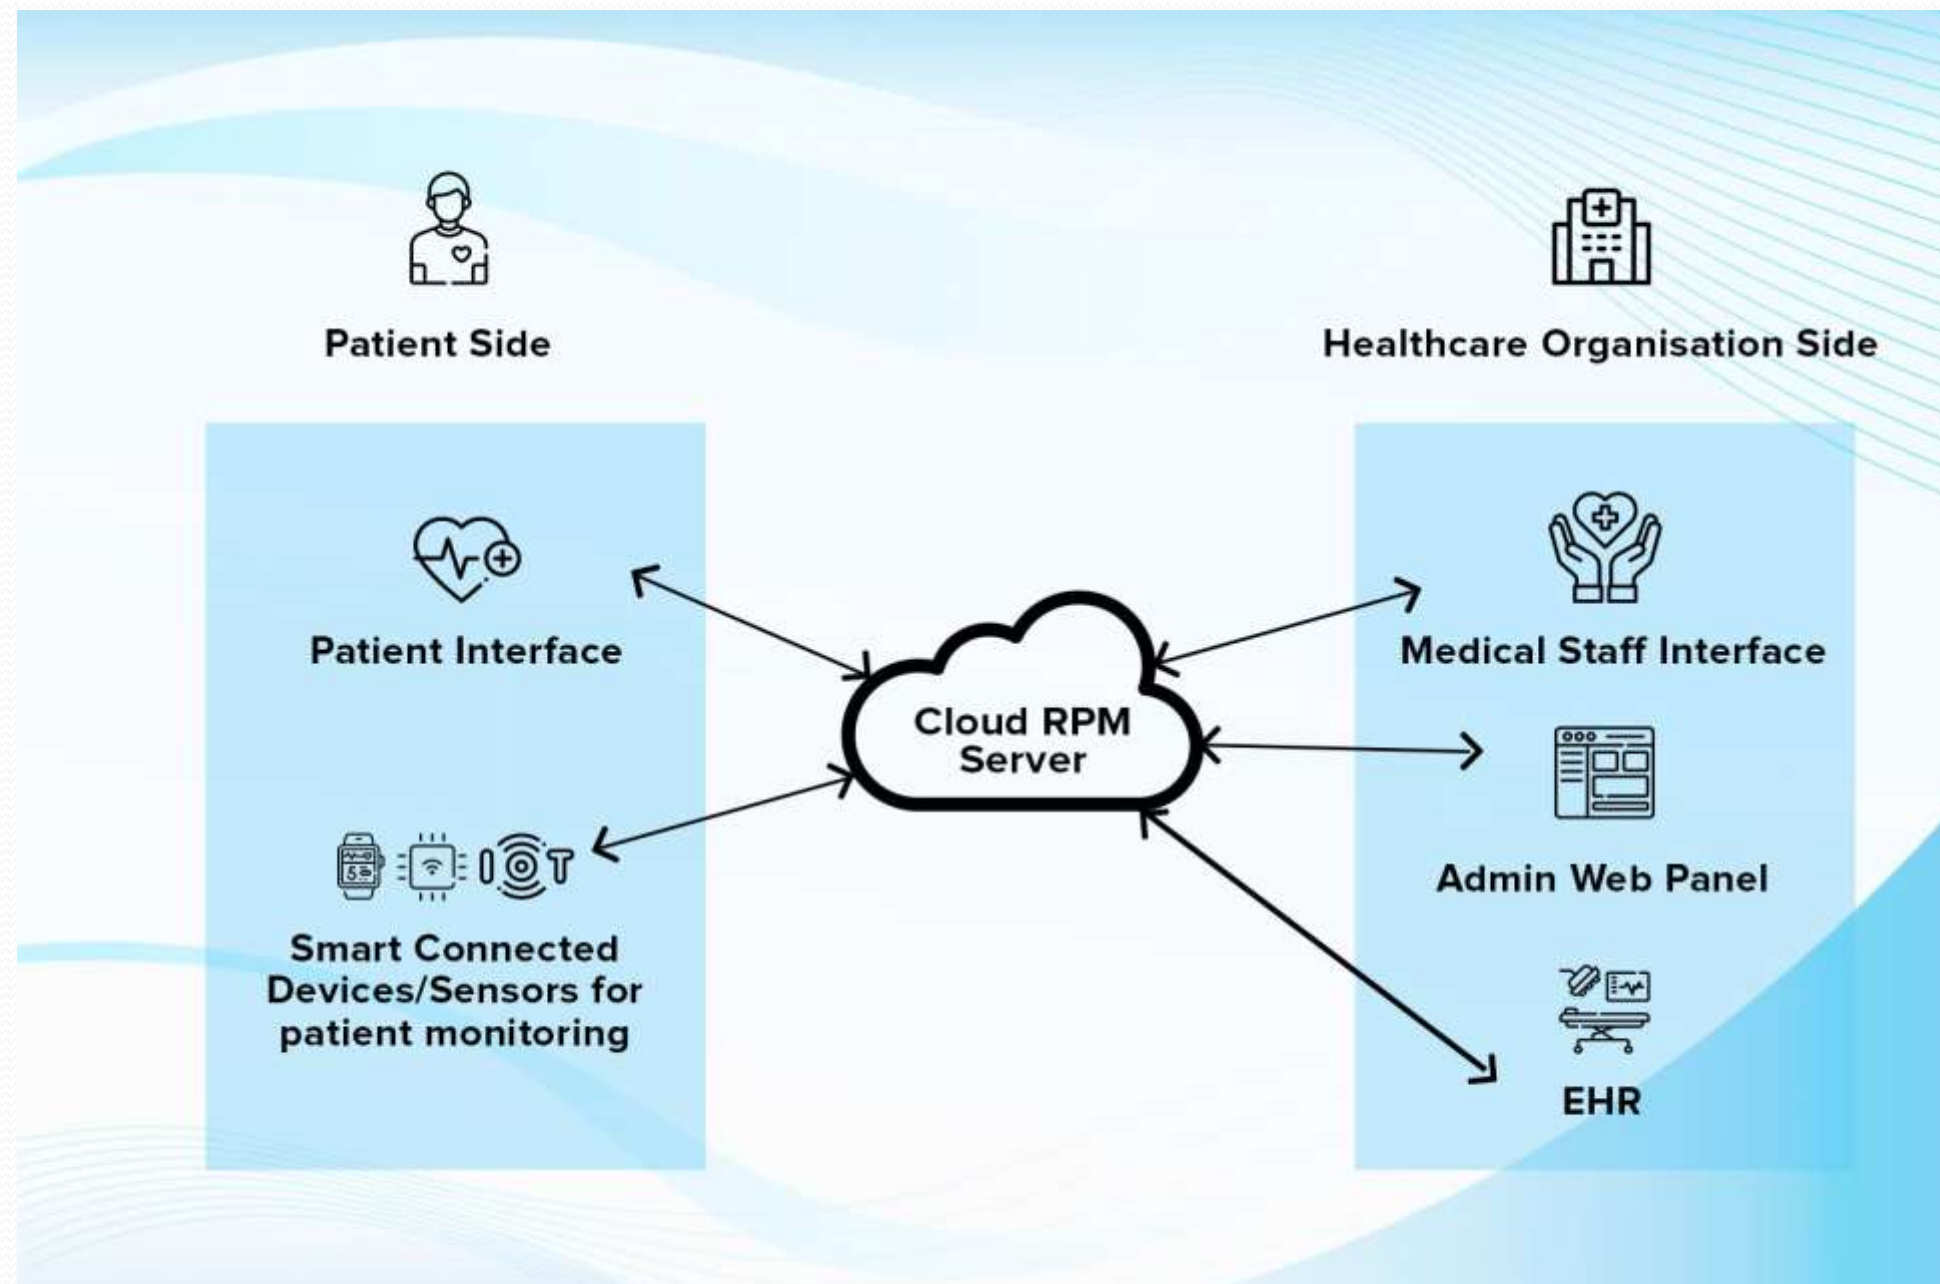 Patient Side
Healthcare Organisation Side
Patient Interface
Smart Connected
Devices/Sensors for
patient monitoring
IOT
Cloud RPM
Server
Medical Staff Interface
Admin Web Panel
EHR